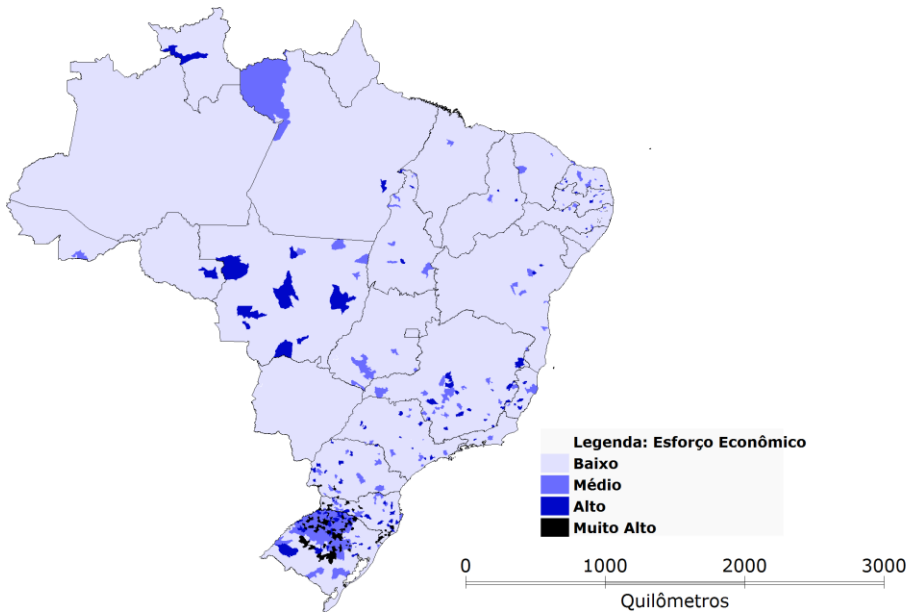 Legenda: Esforço Econômico
Baixo
Médio
Alto
Muito Alto
0 1000 2000 3000
Quilômetros